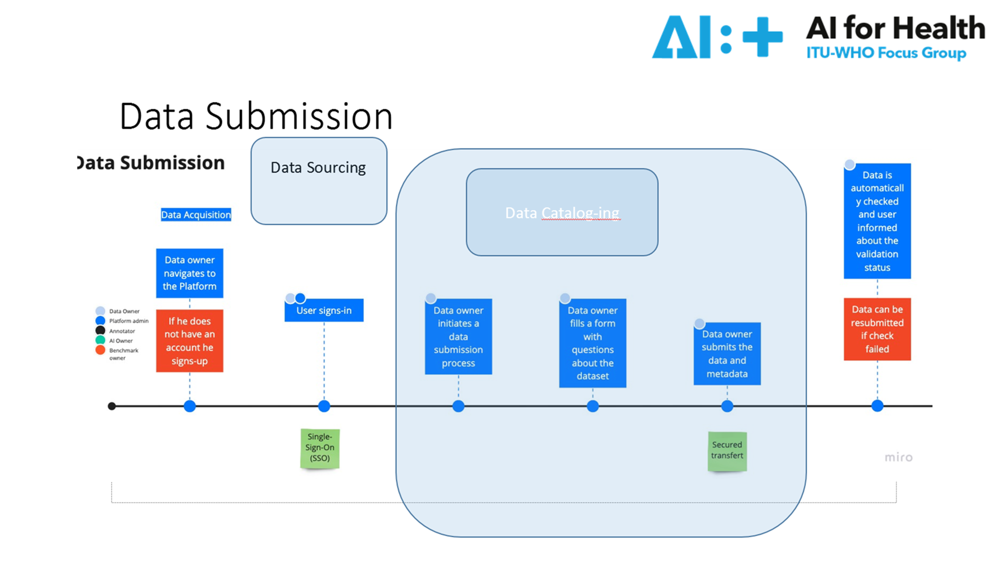 AI:+
AI for Health
ITU-WHO Focus Group
Data Submission
Data Submission
Data Sourcing
Data Catalog-ing
Data Acquisition
Data owner
navigates to
the Platform
If he does
not have an
account he
signs-up
Data Owner
Platform admin
Annotator
AI Owner
Benchmark
owner
User signs-in
Data owner
initiates a
data
submission
process
Data owner
fills a form
with
questions
about the
dataset
Data owner
submits the
data and
metadata
Data is
automaticall
y checked
and user
informed
about the
validation
status
Data can be
resubmitted
if check
failed
Single-
Sign-On
(SSO)
Secured
transfert
miro